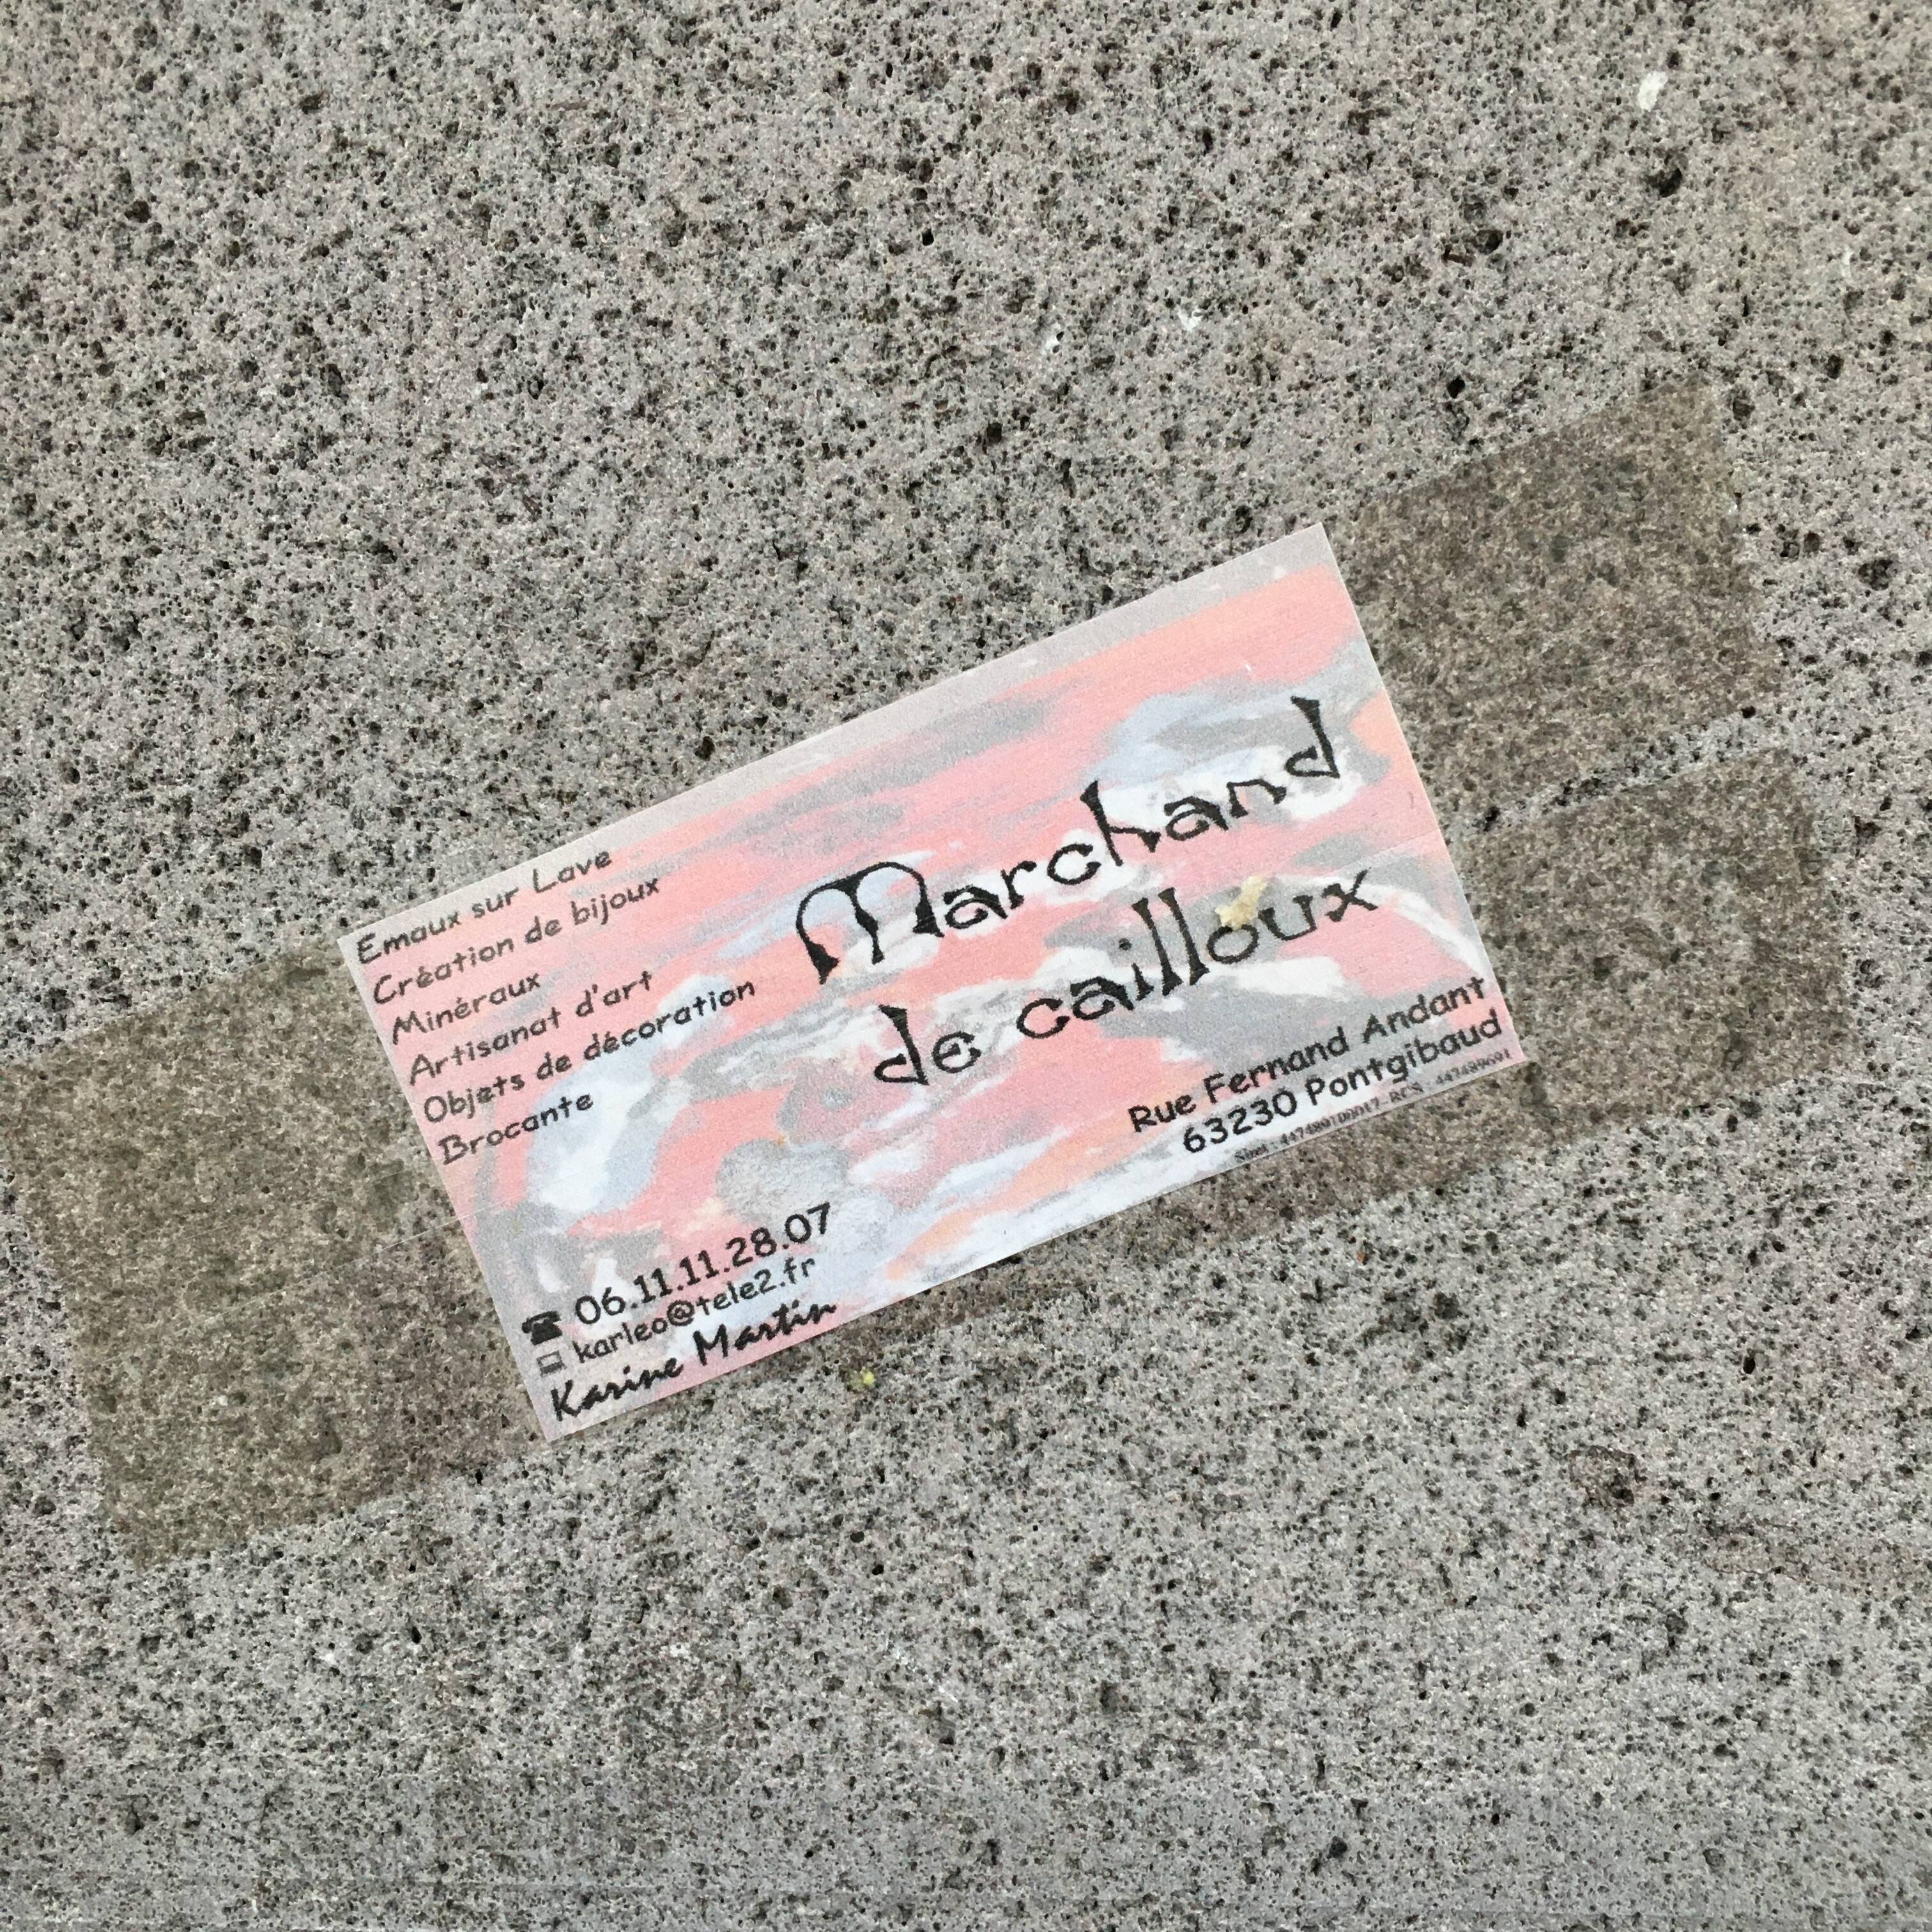 Emaux sur Lave
Création de bijoux
Minéraux
Artisanat d'art
Objets de décoration
Brocante
Marchand
de cailloux
Rue Fernand Andant
63230 Pontgibaud
06.11.11.28.07
karleo@tele2.fr
Karine Martin